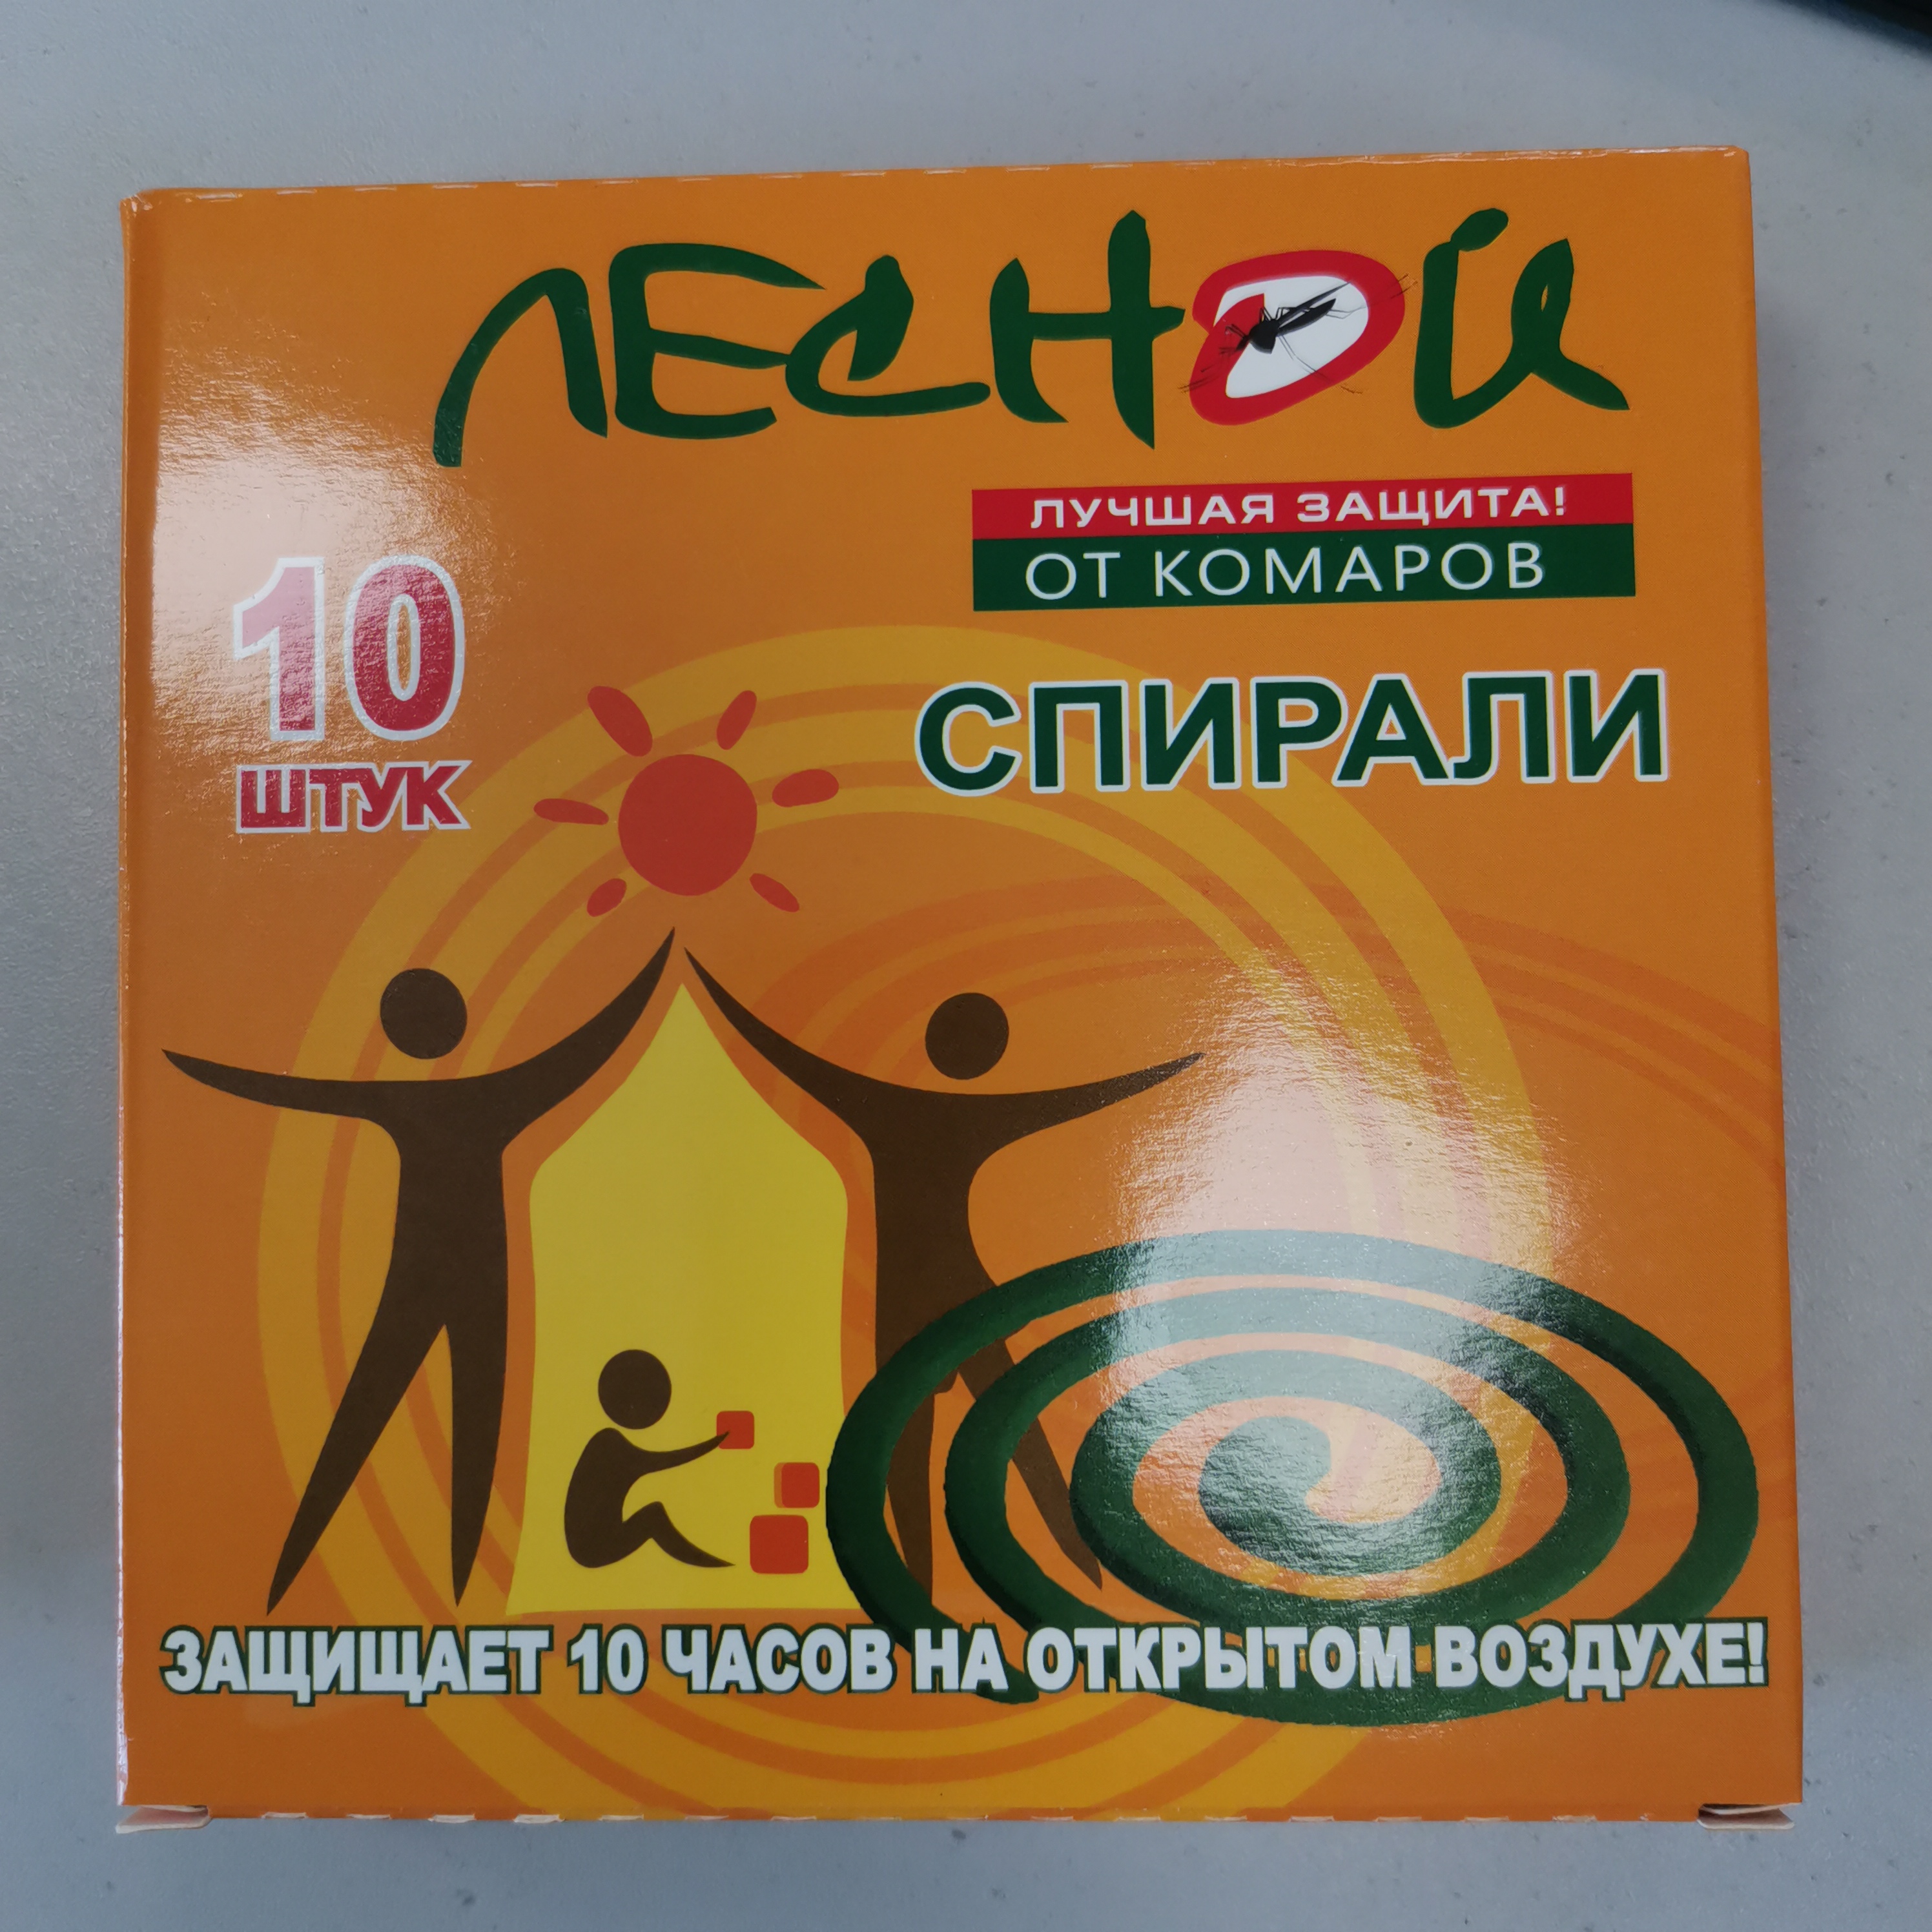 ЛЕСНОЙ
ЛУЧШАЯ ЗАЩИТА!
ОТ КОМАРОВ
10
ШТУК
СПИРАЛИ
ЗАЩИЩАЕТ 10 ЧАСОВ НА ОТКРЫТОМ ВОЗДУХЕ!